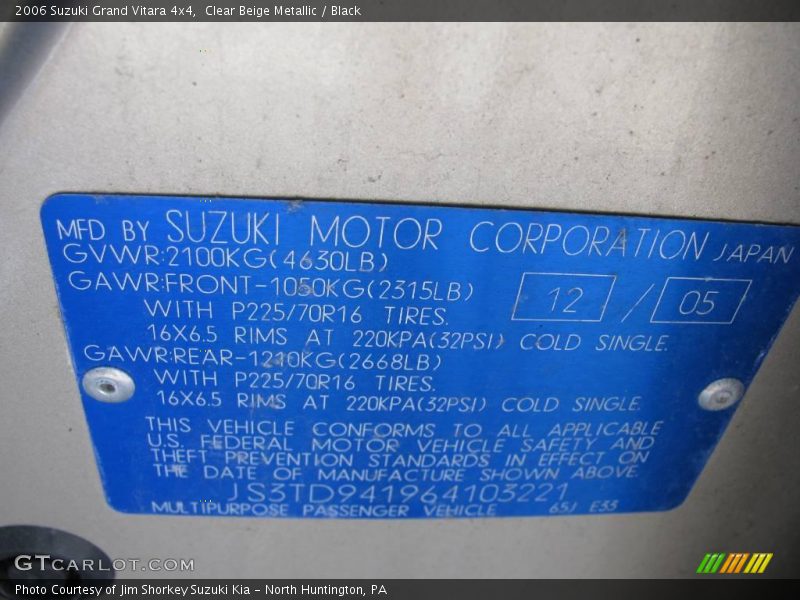 2006 Suzuki Grand Vitara 4x4,  Clear Beige Metallic / Black
MFD BY SUZUKI MOTOR CORPORATION JAPAN
GVWR:2100KG(4630LB)
GAWR:FRONT-1050KG(2315LB)
12 / 05
WITH P225/70R16 TIRES.
16X6.5 RIMS AT 220KPA(32PSI) COLD SINGLE.
GAWR:REAR-1210KG(2668LB)
WITH P225/70R16 TIRES.
16X6.5 RIMS AT 220KPA(32PSI) COLD SINGLE.
THIS VEHICLE CONFORMS TO ALL APPLICABLE
U.S. FEDERAL MOTOR VEHICLE SAFETY AND
THEFT PREVENTION STANDARDS IN EFFECT ON
THE DATE OF MANUFACTURE SHOWN ABOVE.
JS3TD941964103221
MULTIPURPOSE PASSENGER VEHICLE 65J E33
GTCARLOT.COM
Photo Courtesy of Jim Shorkey Suzuki Kia - North Huntington, PA